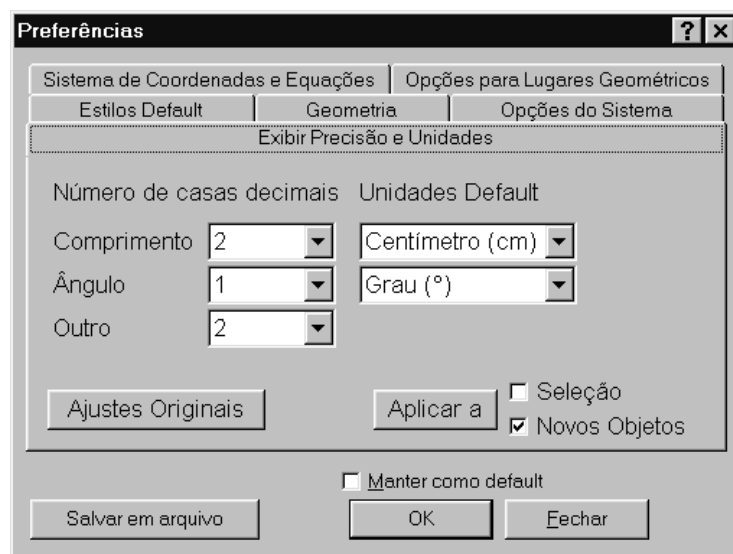 Preferências
Sistema de Coordenadas e Equações Opções para Lugares Geométricos
Estilos Default Geometria Opções do Sistema
Exibir Precisão e Unidades
Número de casas decimais Unidades Default
Comprimento 2 Centímetro (cm)
Ângulo 1 Grau (°)
Outro 2
Ajustes Originais Aplicar a Seleção
Novos Objetos
Manter como default
Salvar em arquivo OK Fechar